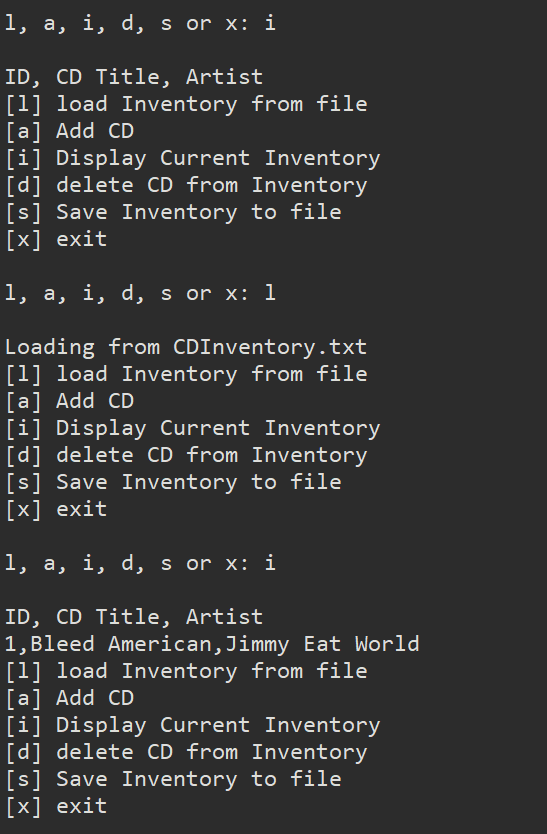 l, a, i, d, s or x: i
ID, CD Title, Artist
[l] load Inventory from file
[a] Add CD
[i] Display Current Inventory
[d] delete CD from Inventory
[s] Save Inventory to file
[x] exit
l, a, i, d, s or x: l
Loading from CDInventory.txt
[l] load Inventory from file
[a] Add CD
[i] Display Current Inventory
[d] delete CD from Inventory
[s] Save Inventory to file
[x] exit
l, a, i, d, s or x: i
ID, CD Title, Artist
1,Bleed American,Jimmy Eat World
[l] load Inventory from file
[a] Add CD
[i] Display Current Inventory
[d] delete CD from Inventory
[s] Save Inventory to file
[x] exit